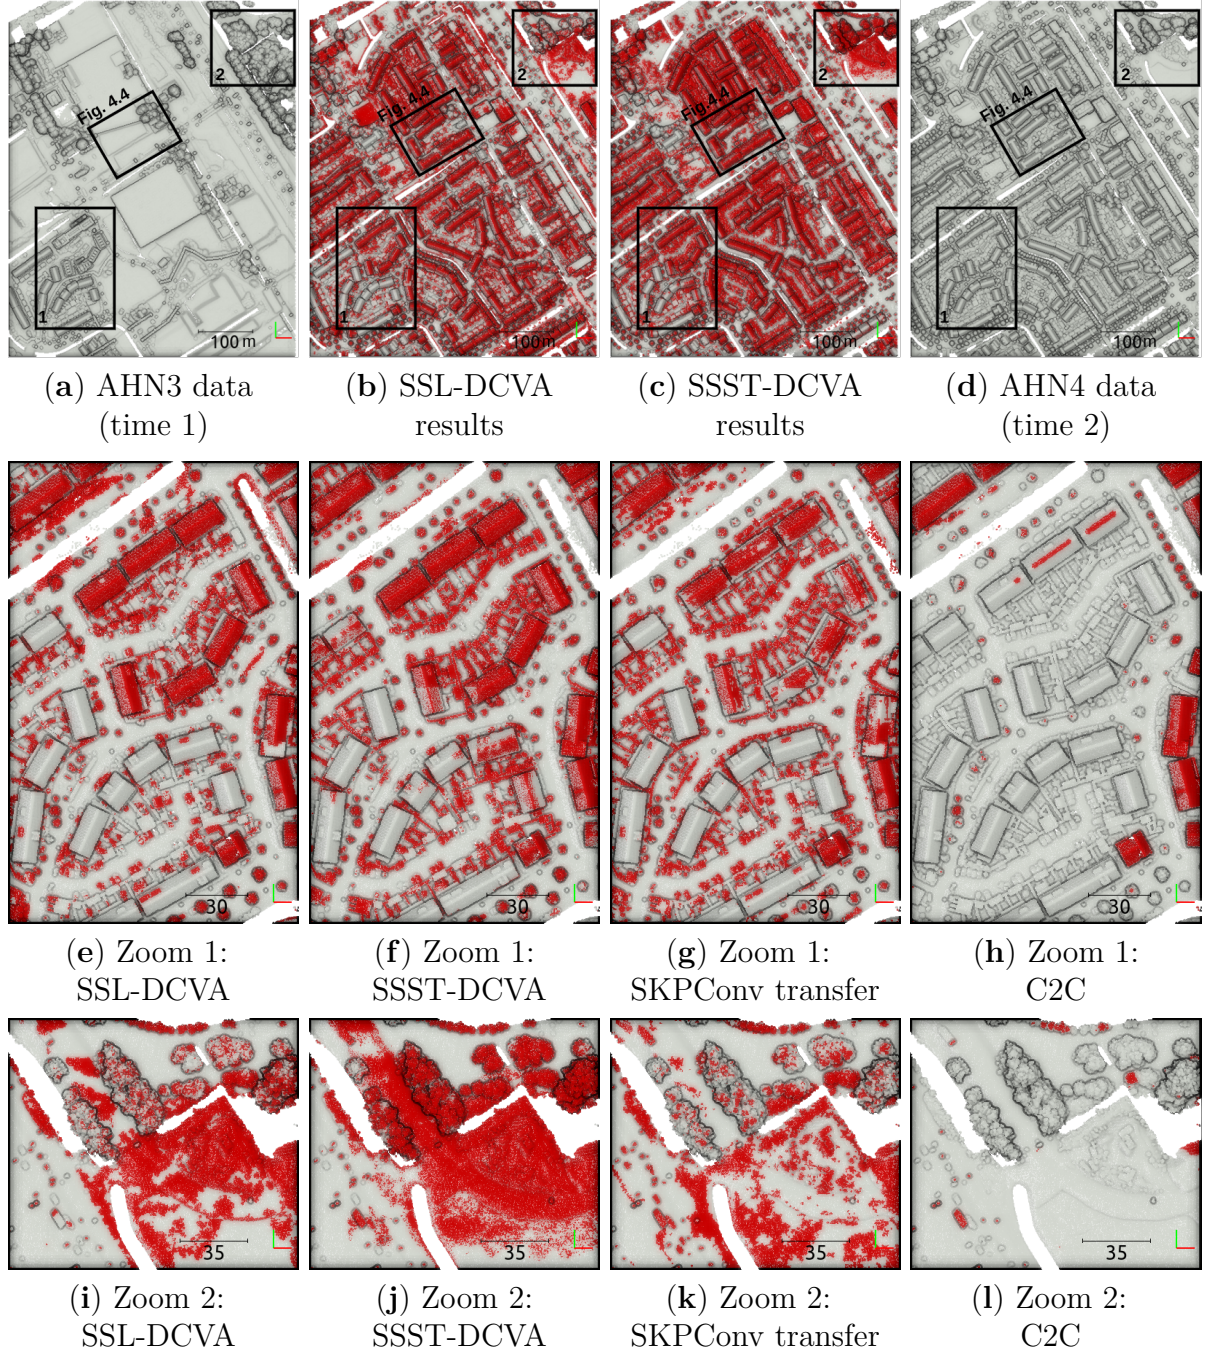 2
Fig. 4.4
1
100 m
2
Fig. 4.4
1
100m
2
Fig. 4.4
1
100m
2
Fig. 4.4
1
100m
(a) AHN3 data
(time 1)
(b) SSL-DCVA
results
(c) SSST-DCVA
results
(d) AHN4 data
(time 2)
30
30
30
30
(e) Zoom 1:
SSL-DCVA
(f) Zoom 1:
SSST-DCVA
(g) Zoom 1:
SKPConv transfer
(h) Zoom 1:
C2C
35
35
35
35
(i) Zoom 2:
SSL-DCVA
(j) Zoom 2:
SSST-DCVA
(k) Zoom 2:
SKPConv transfer
(l) Zoom 2:
C2C